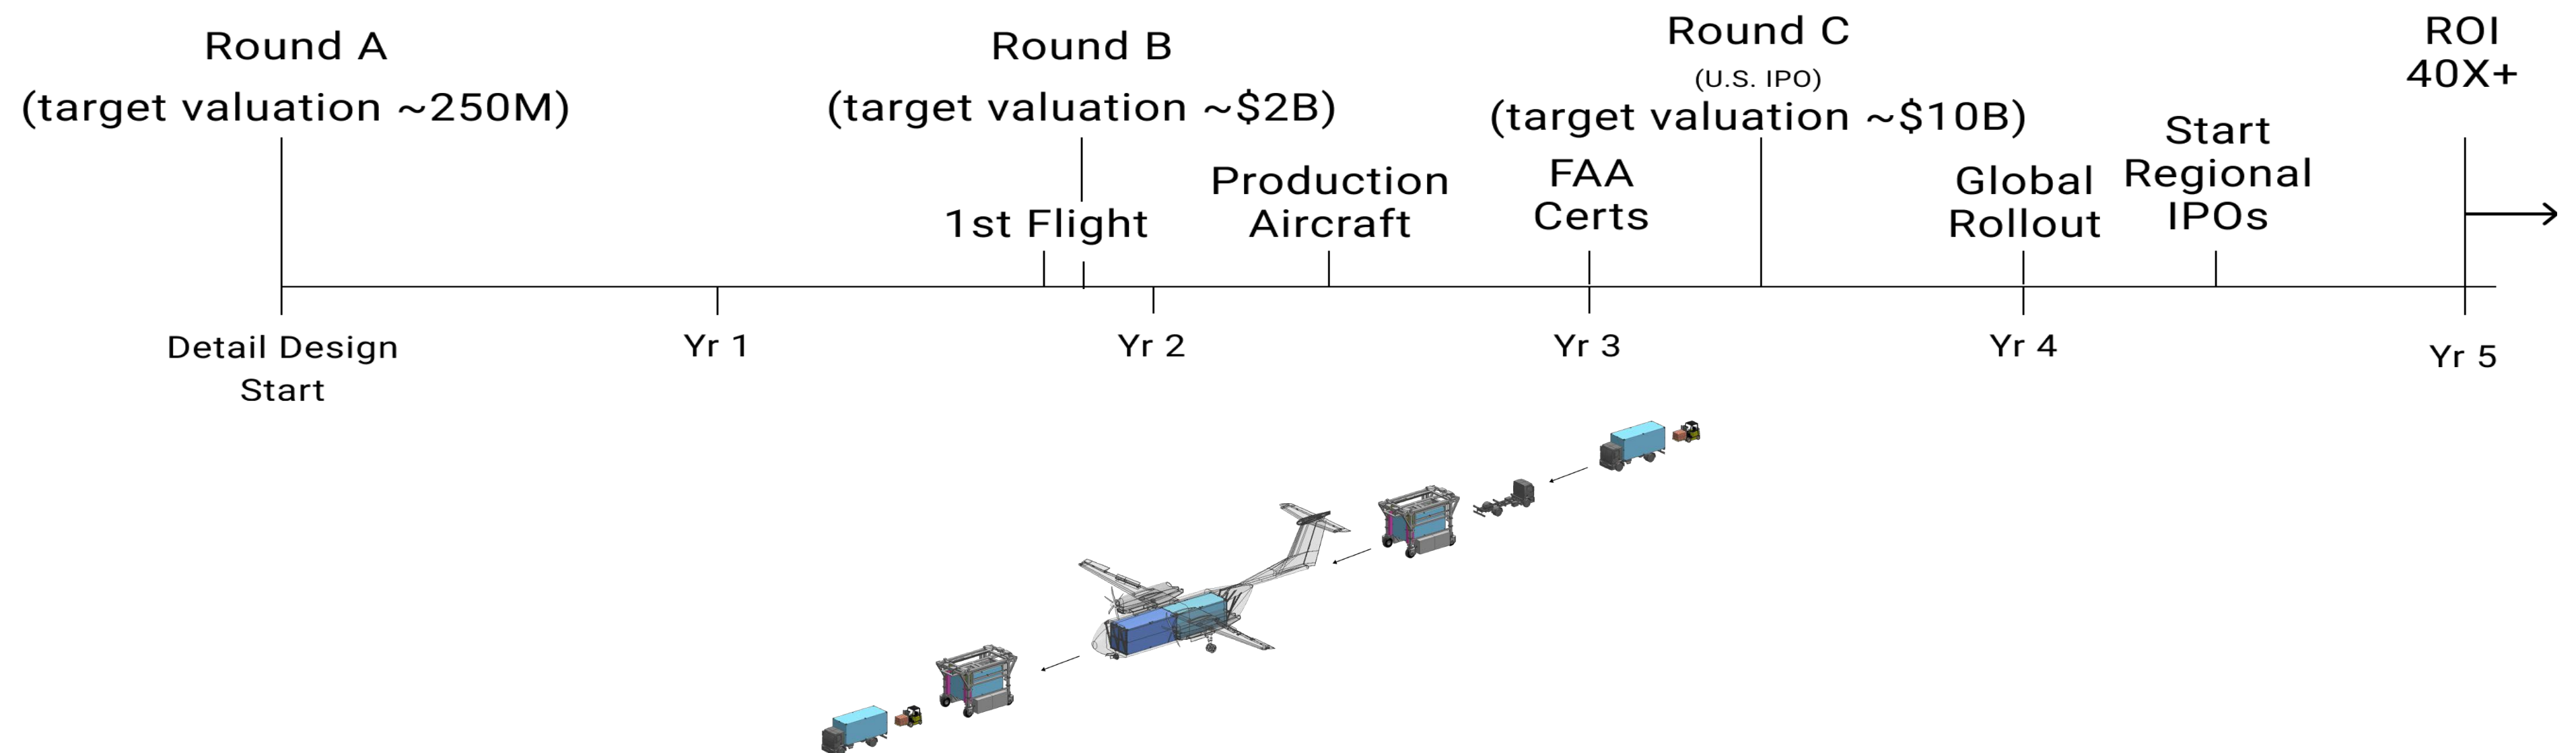 Round A
(target valuation ~250M)
Round B
(target valuation ~$2B)
Round C
(U.S. IPO)
(target valuation ~$10B)
ROI
40X+
1st Flight
Production
Aircraft
FAA
Certs
Global
Rollout
Start
Regional
IPOs
Detail Design
Start
Yr 1
Yr 2
Yr 3
Yr 4
Yr 5